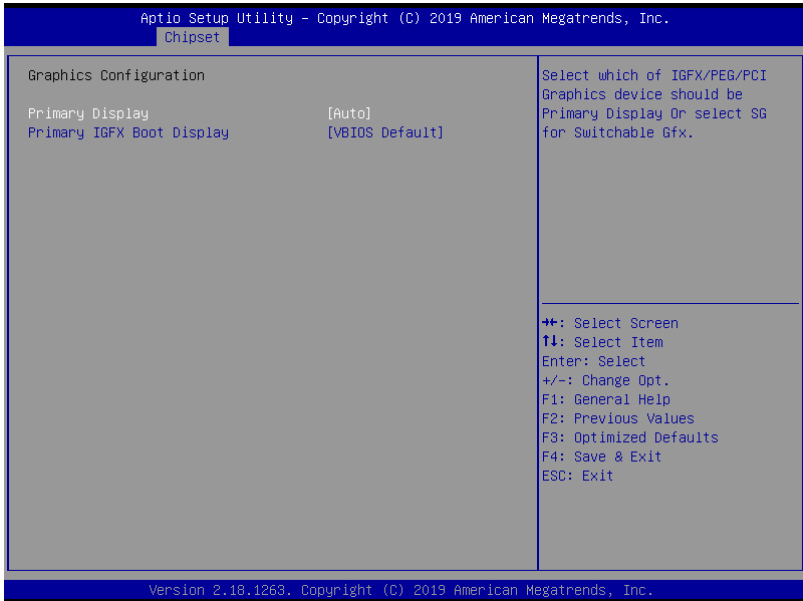 Aptio Setup Utility – Copyright (C) 2019 American Megatrends, Inc.
Chipset
Graphics Configuration
Primary Display [Auto]
Primary IGFX Boot Display [VBIOS Default]
Select which of IGFX/PEG/PCI
Graphics device should be
Primary Display Or select SG
for Switchable Gfx.
→←: Select Screen
↑↓: Select Item
Enter: Select
+/-: Change Opt.
F1: General Help
F2: Previous Values
F3: Optimized Defaults
F4: Save & Exit
ESC: Exit
Version 2.18.1263. Copyright (C) 2019 American Megatrends, Inc.